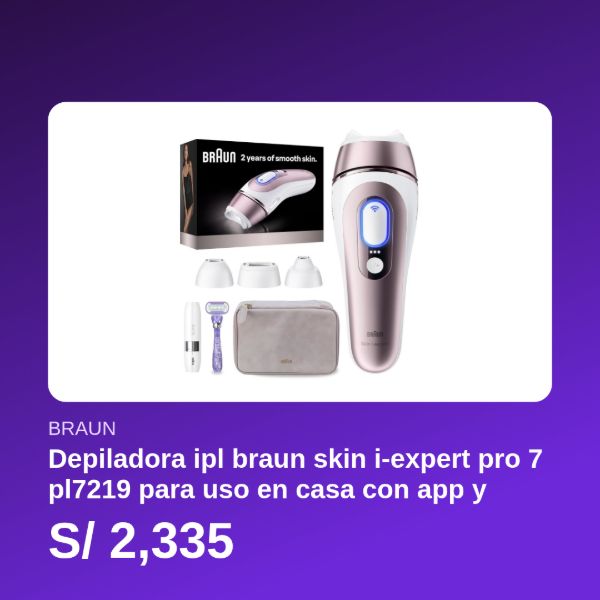 BRAUN 2 years of smooth skin.
BRAUN
BRAUN
Depiladora ipl braun skin i-expert pro 7
pl7219 para uso en casa con app y
S/ 2,335